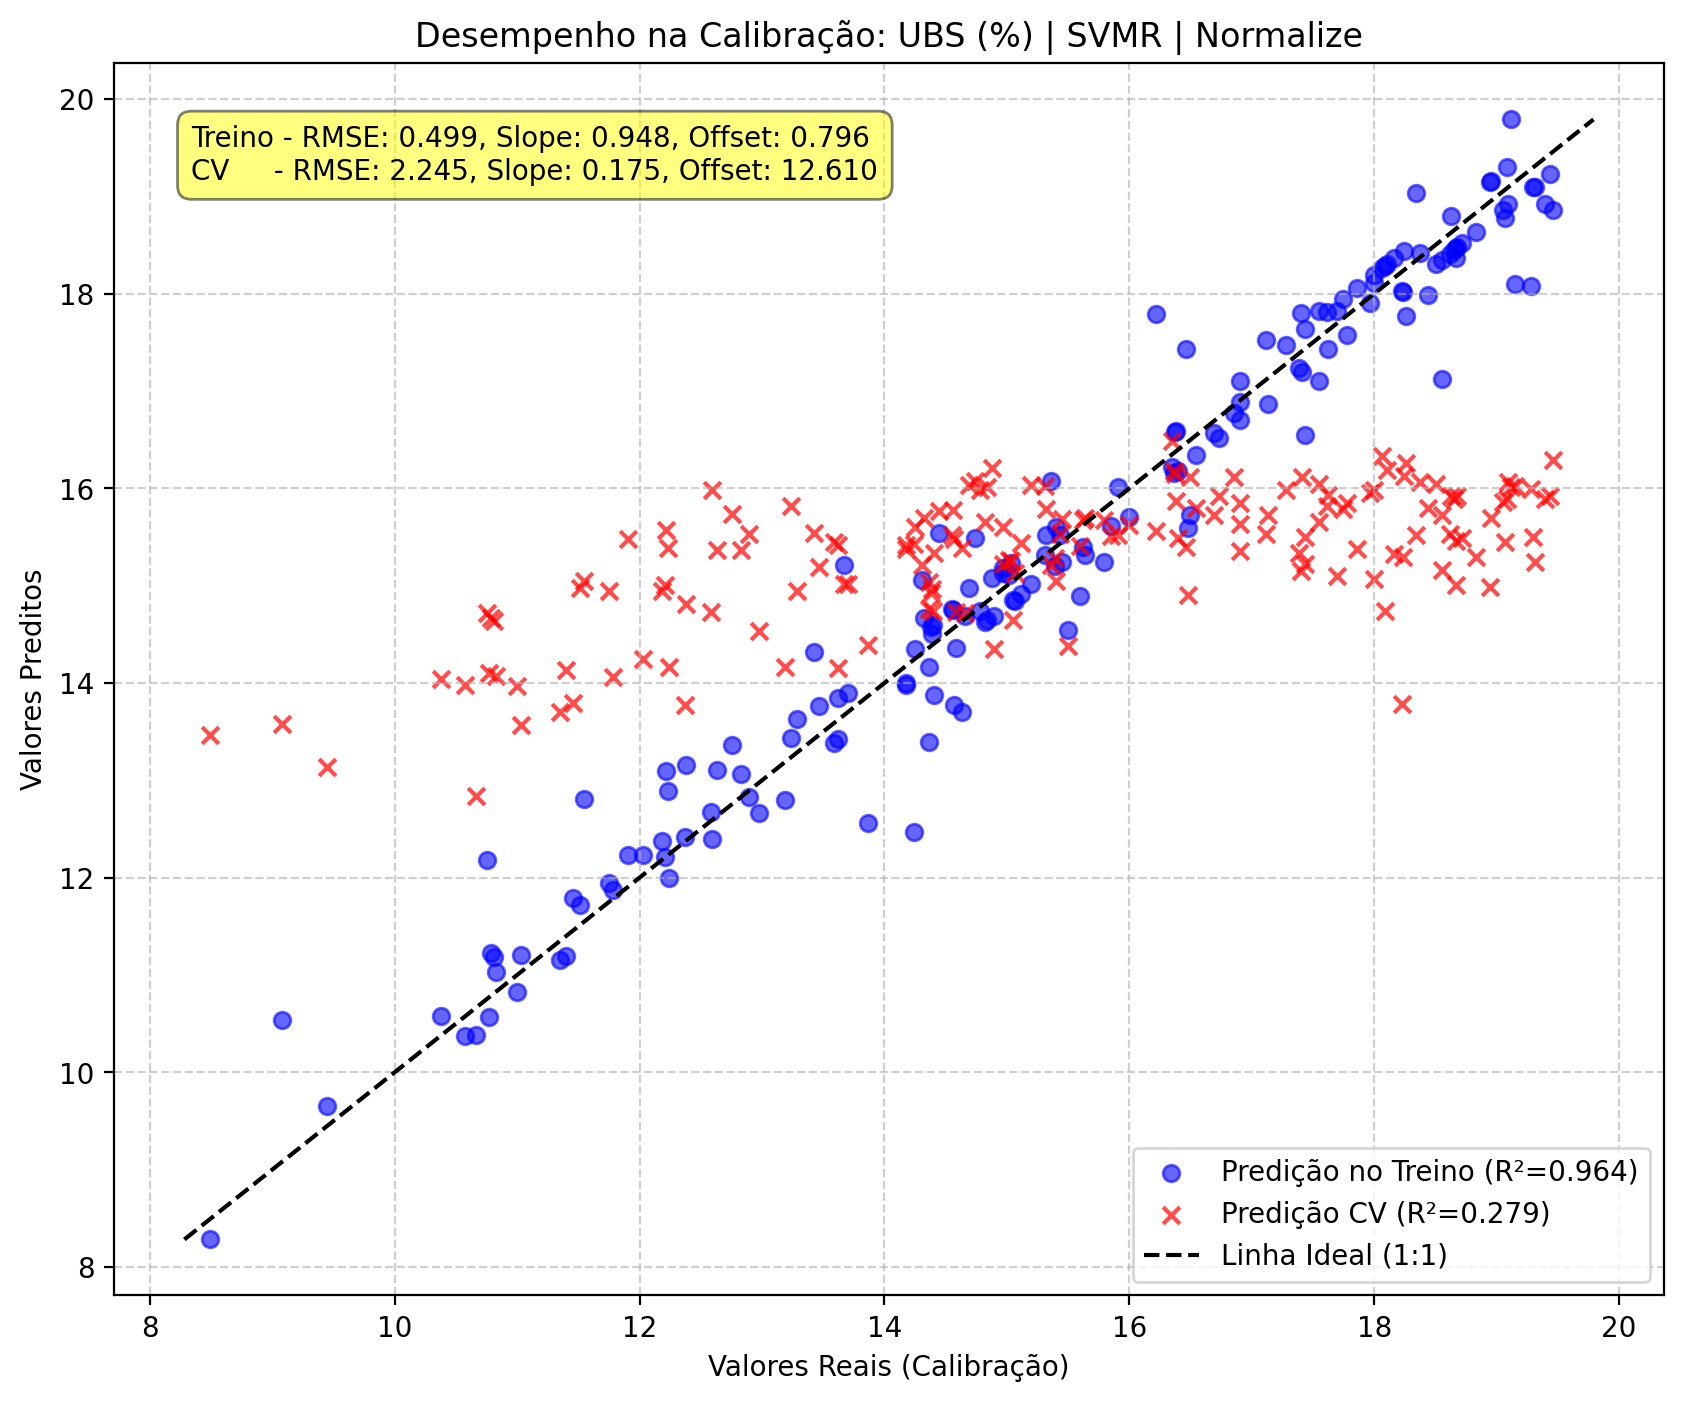 Desempenho na Calibração: UBS (%) | SVMR | Normalize
Treino - RMSE: 0.499, Slope: 0.948, Offset: 0.796
CV - RMSE: 2.245, Slope: 0.175, Offset: 12.610
Valores Preditos
20
18
16
14
12
10
8
Predição no Treino (R²=0.964)
Predição CV (R²=0.279)
Linha Ideal (1:1)
8 10 12 14 16 18 20
Valores Reais (Calibração)